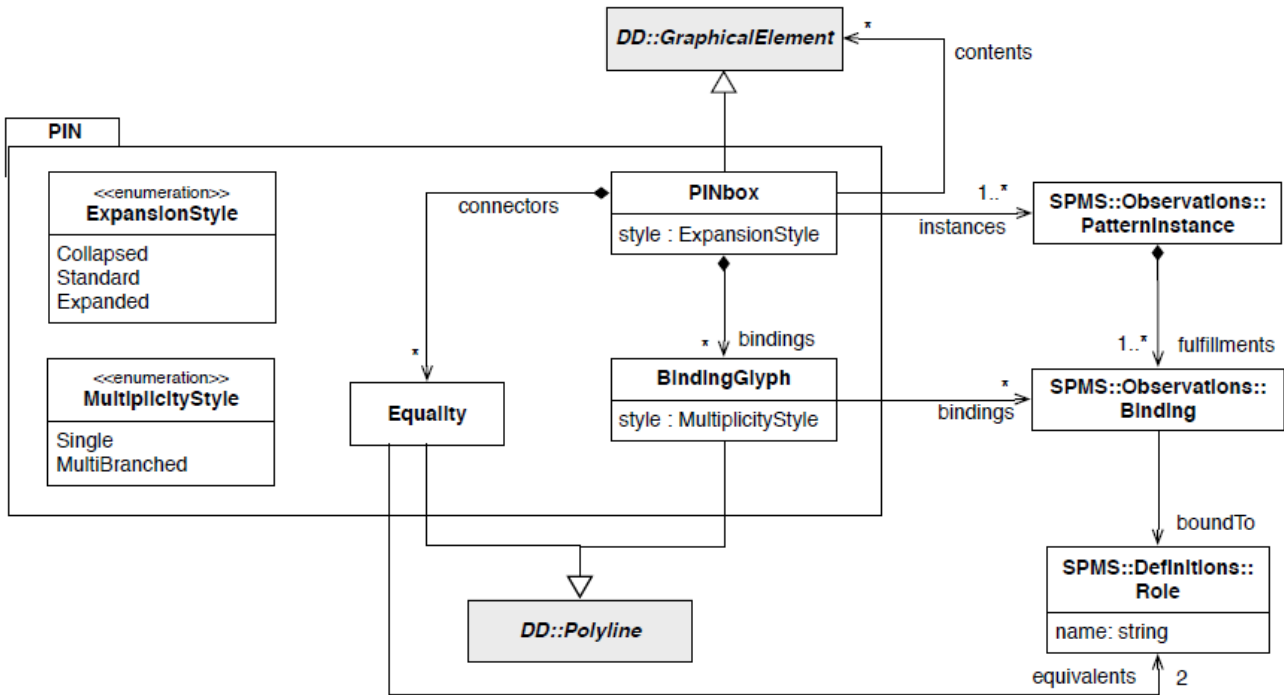 DD::GraphicalElement
*
contents
PIN
<<enumeration>>
ExpansionStyle
Collapsed
Standard
Expanded
connectors
PINbox
style : ExpansionStyle
1..*
instances
SPMS::Observations::
PatternInstance
*
* bindings
1..* fulfillments
<<enumeration>>
MultiplicityStyle
Single
MultiBranched
Equality
BindingGlyph
style : MultiplicityStyle
*
bindings
SPMS::Observations::
Binding
boundTo
DD::Polyline
SPMS::Definitions::
Role
name: string
equivalents 2